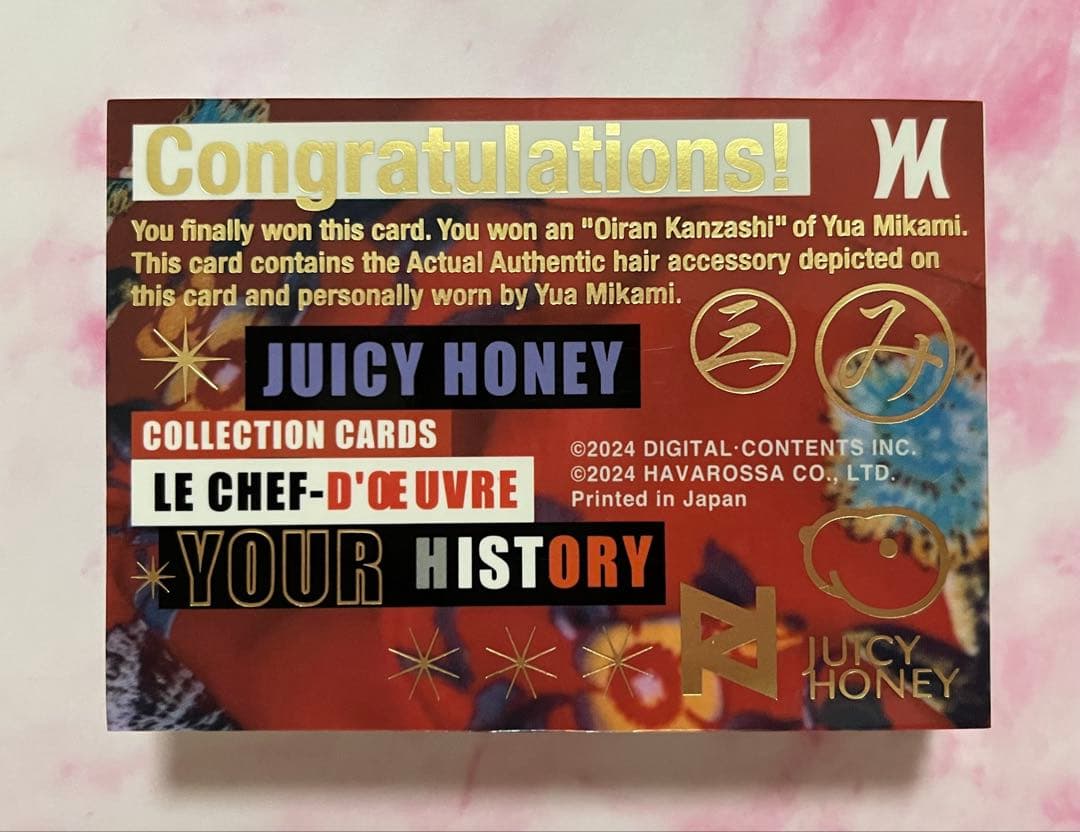 Congratulations!
YM
You finally won this card. You won an "Oiran Kanzashi" of Yua Mikami.
This card contains the Actual Authentic hair accessory depicted on
this card and personally worn by Yua Mikami.
三 み
JUICY HONEY
COLLECTION CARDS
LE CHEF-D'ŒUVRE
YOUR HISTORY
©2024 DIGITAL·CONTENTS INC.
©2024 HAVAROSSA CO., LTD.
Printed in Japan
JUICY
HONEY